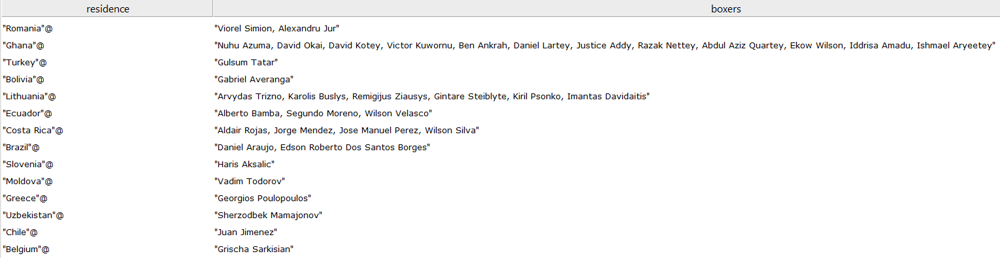 residence boxers
"Romania"@ "Viorel Simion, Alexandru Jur"
"Ghana"@ "Nuhu Azuma, David Okai, David Kotey, Victor Kuwornu, Ben Ankrah, Daniel Lartey, Justice Addy, Razak Nettey, Abdul Aziz Quartey, Ekow Wilson, Iddrisa Amadu, Ishmael Aryeetey"
"Turkey"@ "Gulsum Tatar"
"Bolivia"@ "Gabriel Averanga"
"Lithuania"@ "Arvydas Trizno, Karolis Buslys, Remigijus Ziausys, Gintare Steiblyte, Kiril Psonko, Imantas Davidaitis"
"Ecuador"@ "Alberto Bamba, Segundo Moreno, Wilson Velasco"
"Costa Rica"@ "Aldair Rojas, Jorge Mendez, Jose Manuel Perez, Wilson Silva"
"Brazil"@ "Daniel Araujo, Edson Roberto Dos Santos Borges"
"Slovenia"@ "Haris Aksalic"
"Moldova"@ "Vadim Todorov"
"Greece"@ "Georgios Poulopoulos"
"Uzbekistan"@ "Sherzodbek Mamajonov"
"Chile"@ "Juan Jimenez"
"Belgium"@ "Grischa Sarkisian"